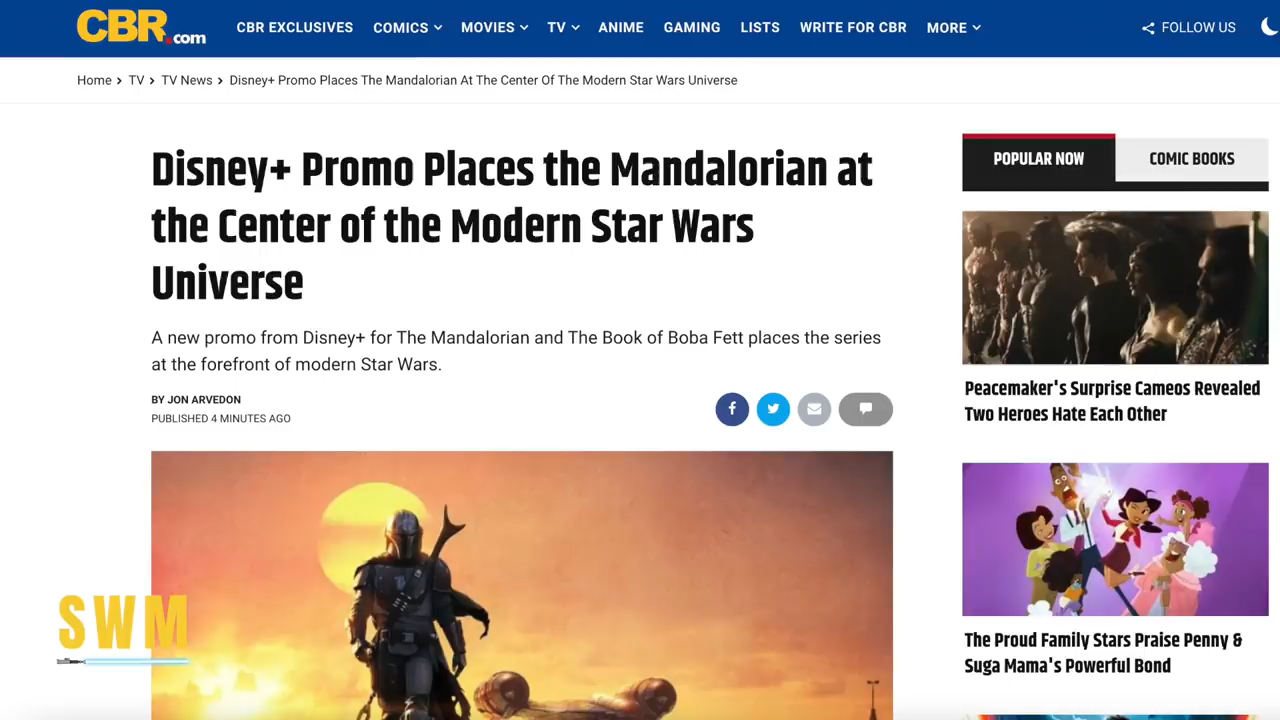 CBR.com
CBR EXCLUSIVES
COMICS
MOVIES
TV
ANIME
GAMING
LISTS
WRITE FOR CBR
MORE
FOLLOW US
Home > TV > TV News > Disney+ Promo Places The Mandalorian At The Center Of The Modern Star Wars Universe
Disney+ Promo Places the Mandalorian at
the Center of the Modern Star Wars
Universe
A new promo from Disney+ for The Mandalorian and The Book of Boba Fett places the series
at the forefront of modern Star Wars.
BY JON ARVEDON
PUBLISHED 4 MINUTES AGO
SWM
POPULAR NOW
COMIC BOOKS
Peacemaker's Surprise Cameos Revealed
Two Heroes Hate Each Other
The Proud Family Stars Praise Penny &
Suga Mama's Powerful Bond